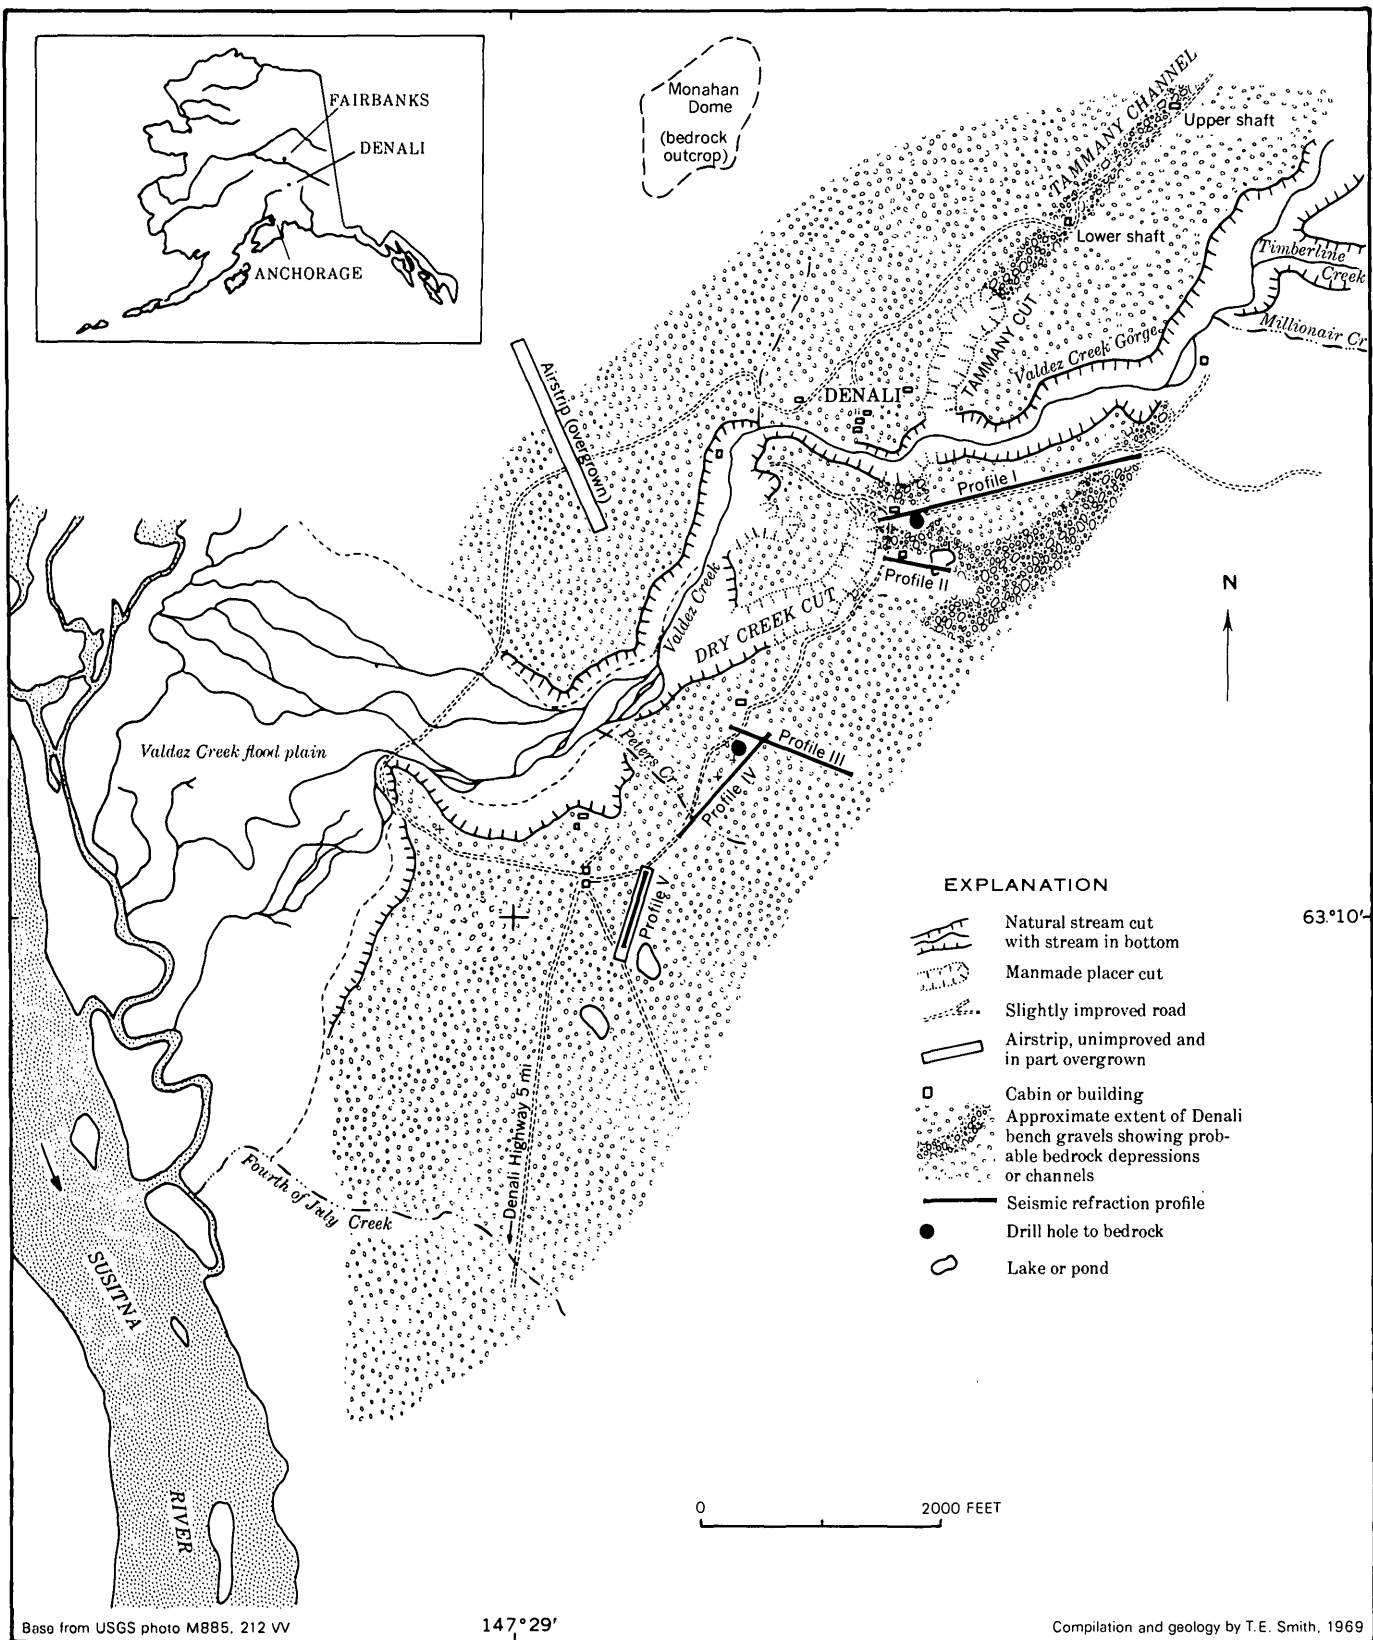 FAIRBANKS
DENALI
ANCHORAGE
Monahan
Dome
(bedrock
outcrop)
TAMMANY CHANNEL
Upper shaft
Lower shaft
Timberline
Creek
Millionair Cr
TAMMANY CUT
Valdez Creek Gorge
Airstrip (overgrown)
DENALI
Profile I
Profile II
Valdez Creek
DRY CREEK CUT
N
Valdez Creek flood plain
Peters Cr
Profile III
Profile IV
Profile V
EXPLANATION
Natural stream cut
with stream in bottom
Manmade placer cut
Slightly improved road
Airstrip, unimproved and
in part overgrown
Cabin or building
Approximate extent of Denali
bench gravels showing prob-
able bedrock depressions
or channels
Seismic refraction profile
Drill hole to bedrock
Lake or pond
63°10'
Denali Highway 5 mi
Fourth of July Creek
SUSITNA
RIVER
0 2000 FEET
Base from USGS photo M885, 212 VV
147°29'
Compilation and geology by T.E. Smith, 1969